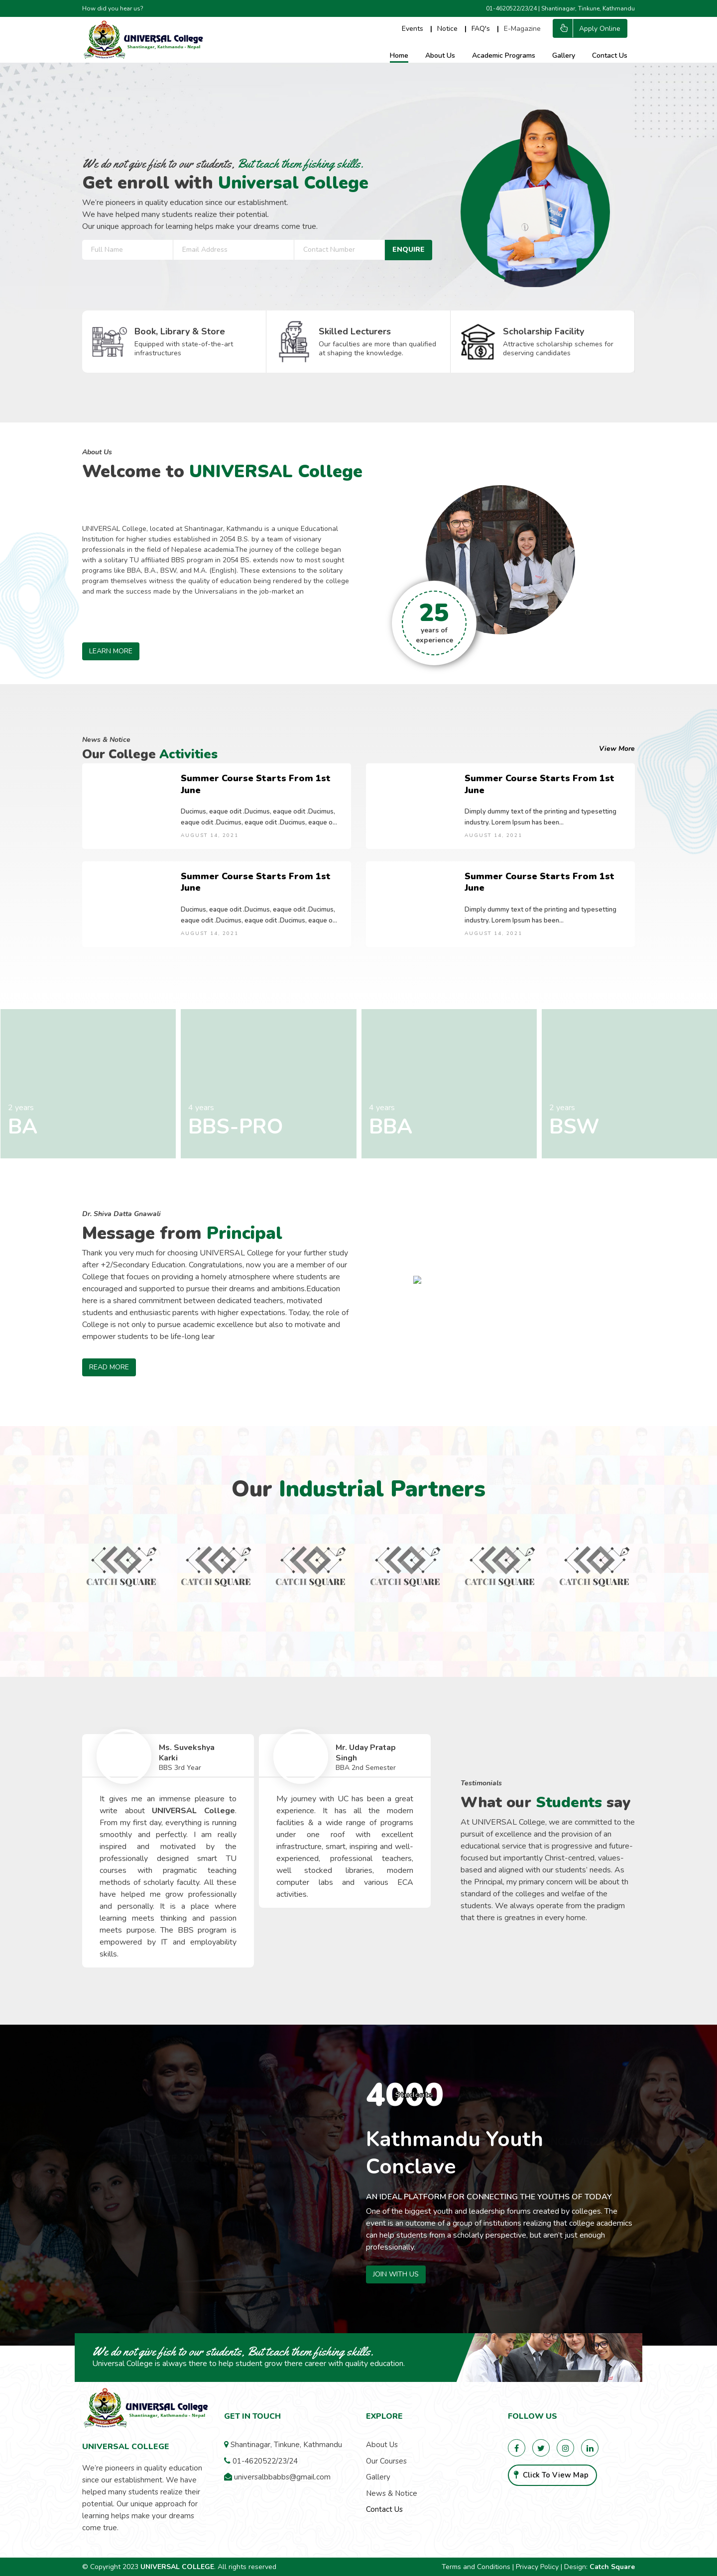 How did you hear us?
01-4620522/23/24 | Shantinagar, Tinkune, Kathmandu
UNIVERSAL College
Shantinagar, Kathmandu - Nepal
Events | Notice | FAQ's | E-Magazine
Apply Online
Home
About Us
Academic Programs
Gallery
Contact Us
We do not give fish to our students, But teach them fishing skills.
Get enroll with Universal College
We're pioneers in quality education since our establishment.
We have helped many students realize their potential.
Our unique approach for learning helps make your dreams come true.
Full Name
Email Address
Contact Number
ENQUIRE
Book, Library & Store
Equipped with state-of-the-art
infrastructures
Skilled Lecturers
Our faculties are more than qualified
at shaping the knowledge.
Scholarship Facility
Attractive scholarship schemes for
deserving candidates
About Us
Welcome to UNIVERSAL College
UNIVERSAL College, located at Shantinagar, Kathmandu is a unique Educational
Institution for higher studies established in 2054 B.S. by a team of visionary
professionals in the field of Nepalese academia.The journey of the college began
with a solitary TU affiliated BBS program in 2054 BS. extends now to most sought
programs like BBA, B.A., BSW, and M.A. (English). These extensions to the solitary
program themselves witness the quality of education being rendered by the college
and mark the success made by the Universalians in the job-market an
25
years of
experience
LEARN MORE
News & Notice
Our College Activities
View More
Summer Course Starts From 1st
June
Ducimus, eaque odit .Ducimus, eaque odit .Ducimus,
eaque odit .Ducimus, eaque odit .Ducimus, eaque o...
AUGUST 14, 2021
Summer Course Starts From 1st
June
Dimply dummy text of the printing and typesetting
industry. Lorem Ipsum has been...
AUGUST 14, 2021
Summer Course Starts From 1st
June
Ducimus, eaque odit .Ducimus, eaque odit .Ducimus,
eaque odit .Ducimus, eaque odit .Ducimus, eaque o...
AUGUST 14, 2021
Summer Course Starts From 1st
June
Dimply dummy text of the printing and typesetting
industry. Lorem Ipsum has been...
AUGUST 14, 2021
2 years
BA
4 years
BBS-PRO
4 years
BBA
2 years
BSW
Dr. Shiva Datta Gnawali
Message from Principal
Thank you very much for choosing UNIVERSAL College for your further study
after +2/Secondary Education. Congratulations, now you are a member of our
College that focuses on providing a homely atmosphere where students are
encouraged and supported to pursue their dreams and ambitions.Education
here is a shared commitment between dedicated teachers, motivated
students and enthusiastic parents with higher expectations. Today, the role of
College is not only to pursue academic excellence but also to motivate and
empower students to be life-long lear
READ MORE
Our Industrial Partners
CATCH SQUARE
CATCH SQUARE
CATCH SQUARE
CATCH SQUARE
CATCH SQUARE
CATCH SQUARE
Ms. Suvekshya
Karki
BBS 3rd Year
It gives me an immense pleasure to
write about UNIVERSAL College.
From my first day, everything is running
smoothly and perfectly. I am really
inspired and motivated by the
professionally designed smart TU
courses with pragmatic teaching
methods of scholarly faculty. All these
have helped me grow professionally
and personally. It is a place where
learning meets thinking and passion
meets purpose. The BBS program is
empowered by IT and employability
skills.
Mr. Uday Pratap
Singh
BBA 2nd Semester
My journey with UC has been a great
experience. It has all the modern
facilities & a wide range of programs
under one roof with excellent
infrastructure, smart, inspiring and well-
experienced, professional teachers,
well stocked libraries, modern
computer labs and various ECA
activities.
Testimonials
What our Students say
At UNIVERSAL College, we are committed to the
pursuit of excellence and the provision of an
educational service that is progressive and future-
focused but importantly Christ-centred, values-
based and aligned with our students' needs. As
the Principal, my primary concern will be about th
standard of the colleges and welfae of the
students. We always operate from the pradigm
that there is greatnes in every home.
4000
Students
Kathmandu Youth
Conclave
AN IDEAL PLATFORM FOR CONNECTING THE YOUTHS OF TODAY
One of the biggest youth and leadership forums created by colleges. The
event is an outcome of a group of institutions realizing that college academics
can help students from a scholarly perspective, but aren't just enough
professionally.
JOIN WITH US
We do not give fish to our students, But teach them fishing skills.
Universal College is always there to help student grow there career with quality education.
UNIVERSAL College
Shantinagar, Kathmandu - Nepal
UNIVERSAL COLLEGE
We're pioneers in quality education
since our establishment. We have
helped many students realize their
potential. Our unique approach for
learning helps make your dreams
come true.
GET IN TOUCH
Shantinagar, Tinkune, Kathmandu
01-4620522/23/24
universalbbabbs@gmail.com
EXPLORE
About Us
Our Courses
Gallery
News & Notice
Contact Us
FOLLOW US
Click To View Map
© Copyright 2023 UNIVERSAL COLLEGE. All rights reserved
Terms and Conditions | Privacy Policy | Design: Catch Square